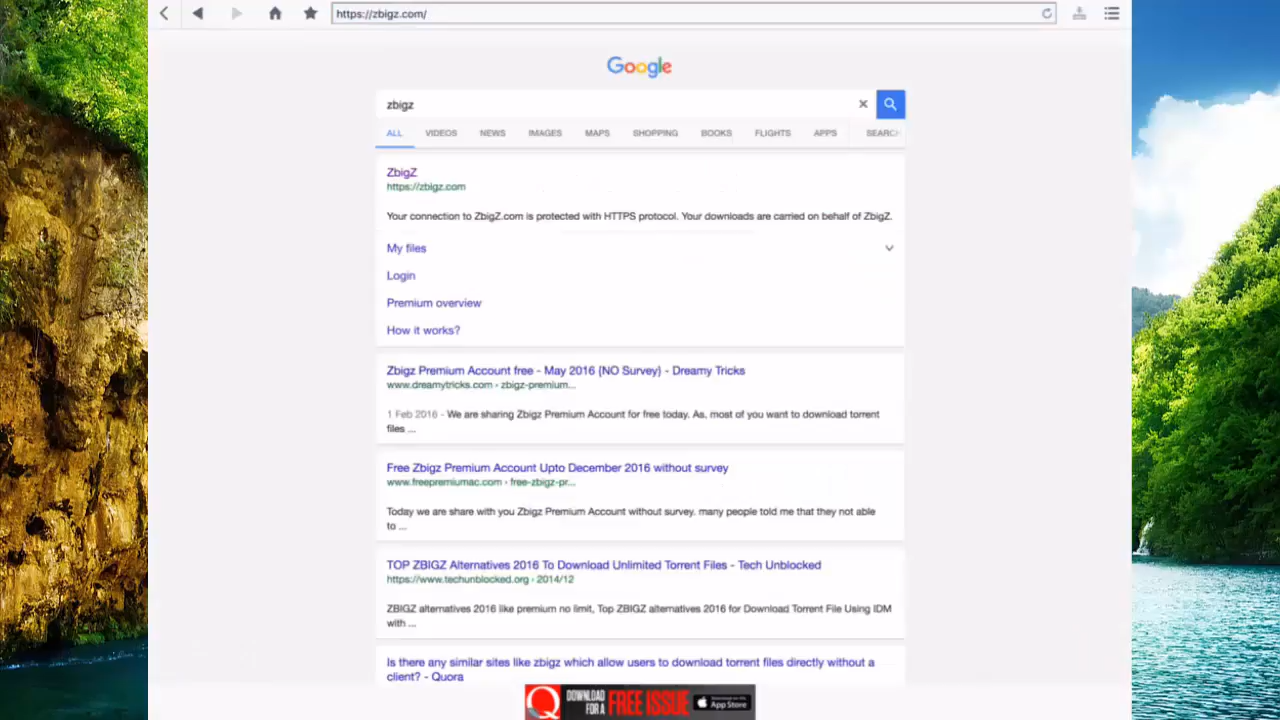 https://zbigz.com/
Google
zbigz
ALL VIDEOS NEWS IMAGES MAPS SHOPPING BOOKS FLIGHTS APPS SEARCH
ZbigZ
https://zbigz.com
Your connection to ZbigZ.com is protected with HTTPS protocol. Your downloads are carried on behalf of ZbigZ.
My files
Login
Premium overview
How it works?
Zbigz Premium Account free - May 2016 {NO Survey} - Dreamy Tricks
www.dreamytricks.com › zbigz-premium...
1 Feb 2016 - We are sharing Zbigz Premium Account for free today. As, most of you want to download torrent
files ...
Free Zbigz Premium Account Upto December 2016 without survey
www.freepremiumac.com › free-zbigz-pr...
Today we are share with you Zbigz Premium Account without survey. many people told me that they not able
to ...
TOP ZBIGZ Alternatives 2016 To Download Unlimited Torrent Files - Tech Unblocked
https://www.techunblocked.org › 2014/12
ZBIGZ alternatives 2016 like premium no limit, Top ZBIGZ alternatives 2016 for Download Torrent File Using IDM
with ...
Is there any similar sites like zbigz which allow users to download torrent files directly without a
client? - Quora
Q DOWNLOAD FOR A FREE ISSUE App Store